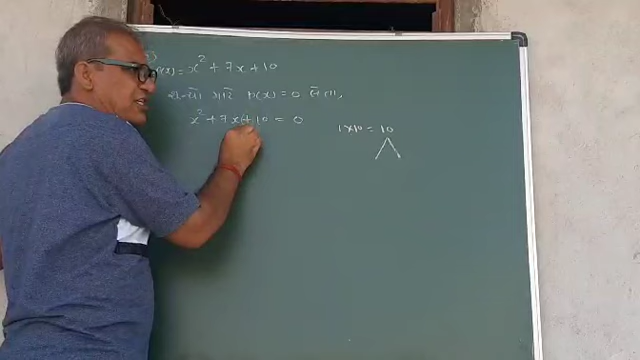 p(x) = x² + 7x + 10
શૂન્યો માટે p(x) = 0 લેતા,
x² + 7x + 10 = 0
1×10 = 10